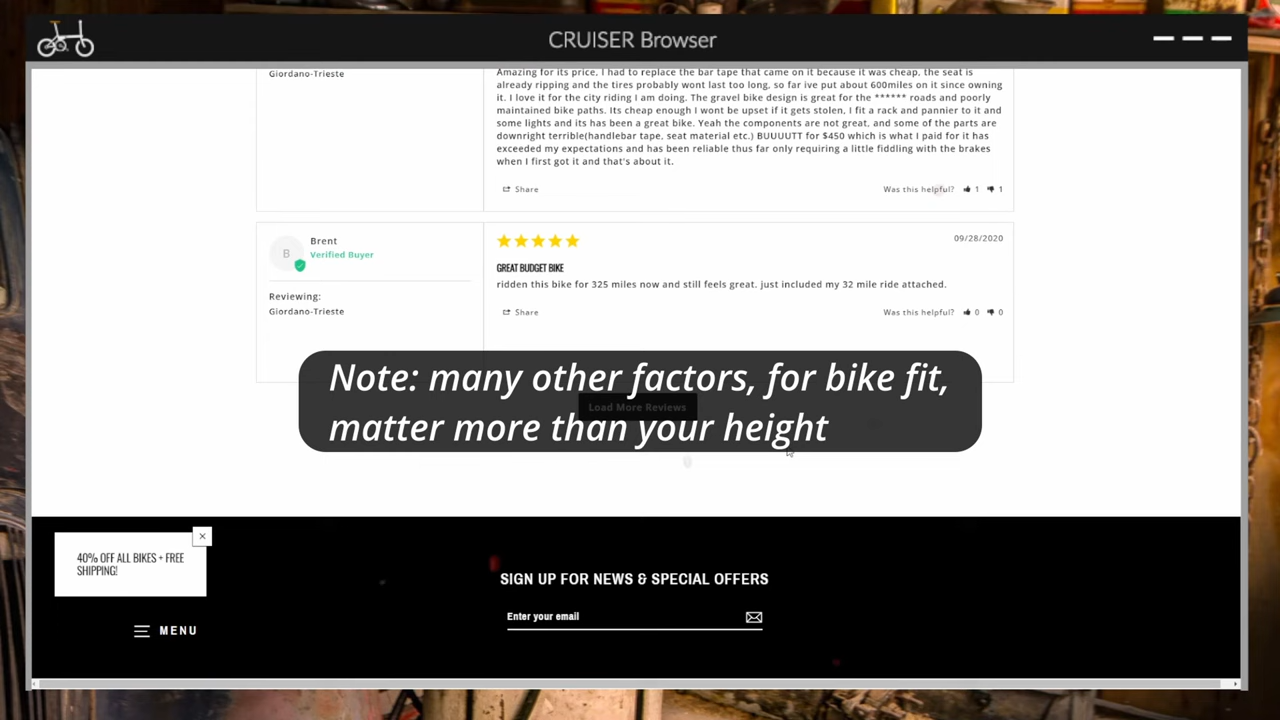 CRUISER Browser
Giordano-Trieste
Amazing for its price, I had to replace the bar tape that came on it because it was cheap, the seat is
already ripping and the tires probably wont last too long, so far ive put about 600miles on it since owning
it. I love it for the city riding I am doing. The gravel bike design is great for the ****** roads and poorly
maintained bike paths. Its cheap enough I wont be upset if it gets stolen, I fit a rack and pannier to it and
some lights and its has been a great bike. Yeah the components are not great, and some of the parts are
downright terrible(handlebar tape, seat material etc.) BUUUUTT for $450 which is what I paid for it has
exceeded my expectations and has been reliable thus far only requiring a little fiddling with the brakes
when I first got it and that's about it.
Share
Was this helpful? 1 1
B
Brent
Verified Buyer
09/28/2020
Reviewing:
Giordano-Trieste
GREAT BUDGET BIKE
ridden this bike for 325 miles now and still feels great. just included my 32 mile ride attached.
Share
Was this helpful? 0 0
Note: many other factors, for bike fit,
Load More Reviews
matter more than your height
40% OFF ALL BIKES + FREE
SHIPPING!
SIGN UP FOR NEWS & SPECIAL OFFERS
Enter your email
MENU